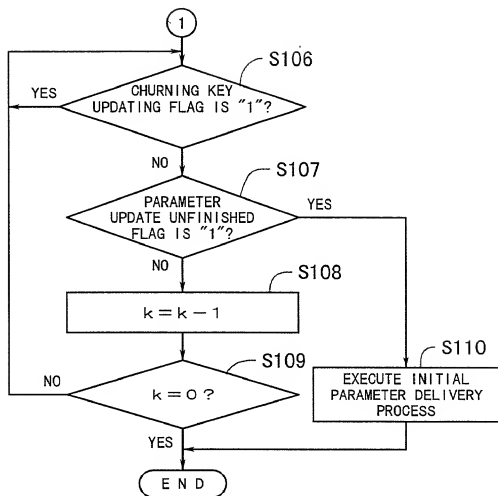 1
S106
CHURNING KEY
UPDATING FLAG IS "1"?
YES
NO
S107
PARAMETER
UPDATE UNFINISHED
FLAG IS "1"?
YES
NO
S108
k = k - 1
S109
k = 0 ?
NO
YES
S110
EXECUTE INITIAL
PARAMETER DELIVERY
PROCESS
END